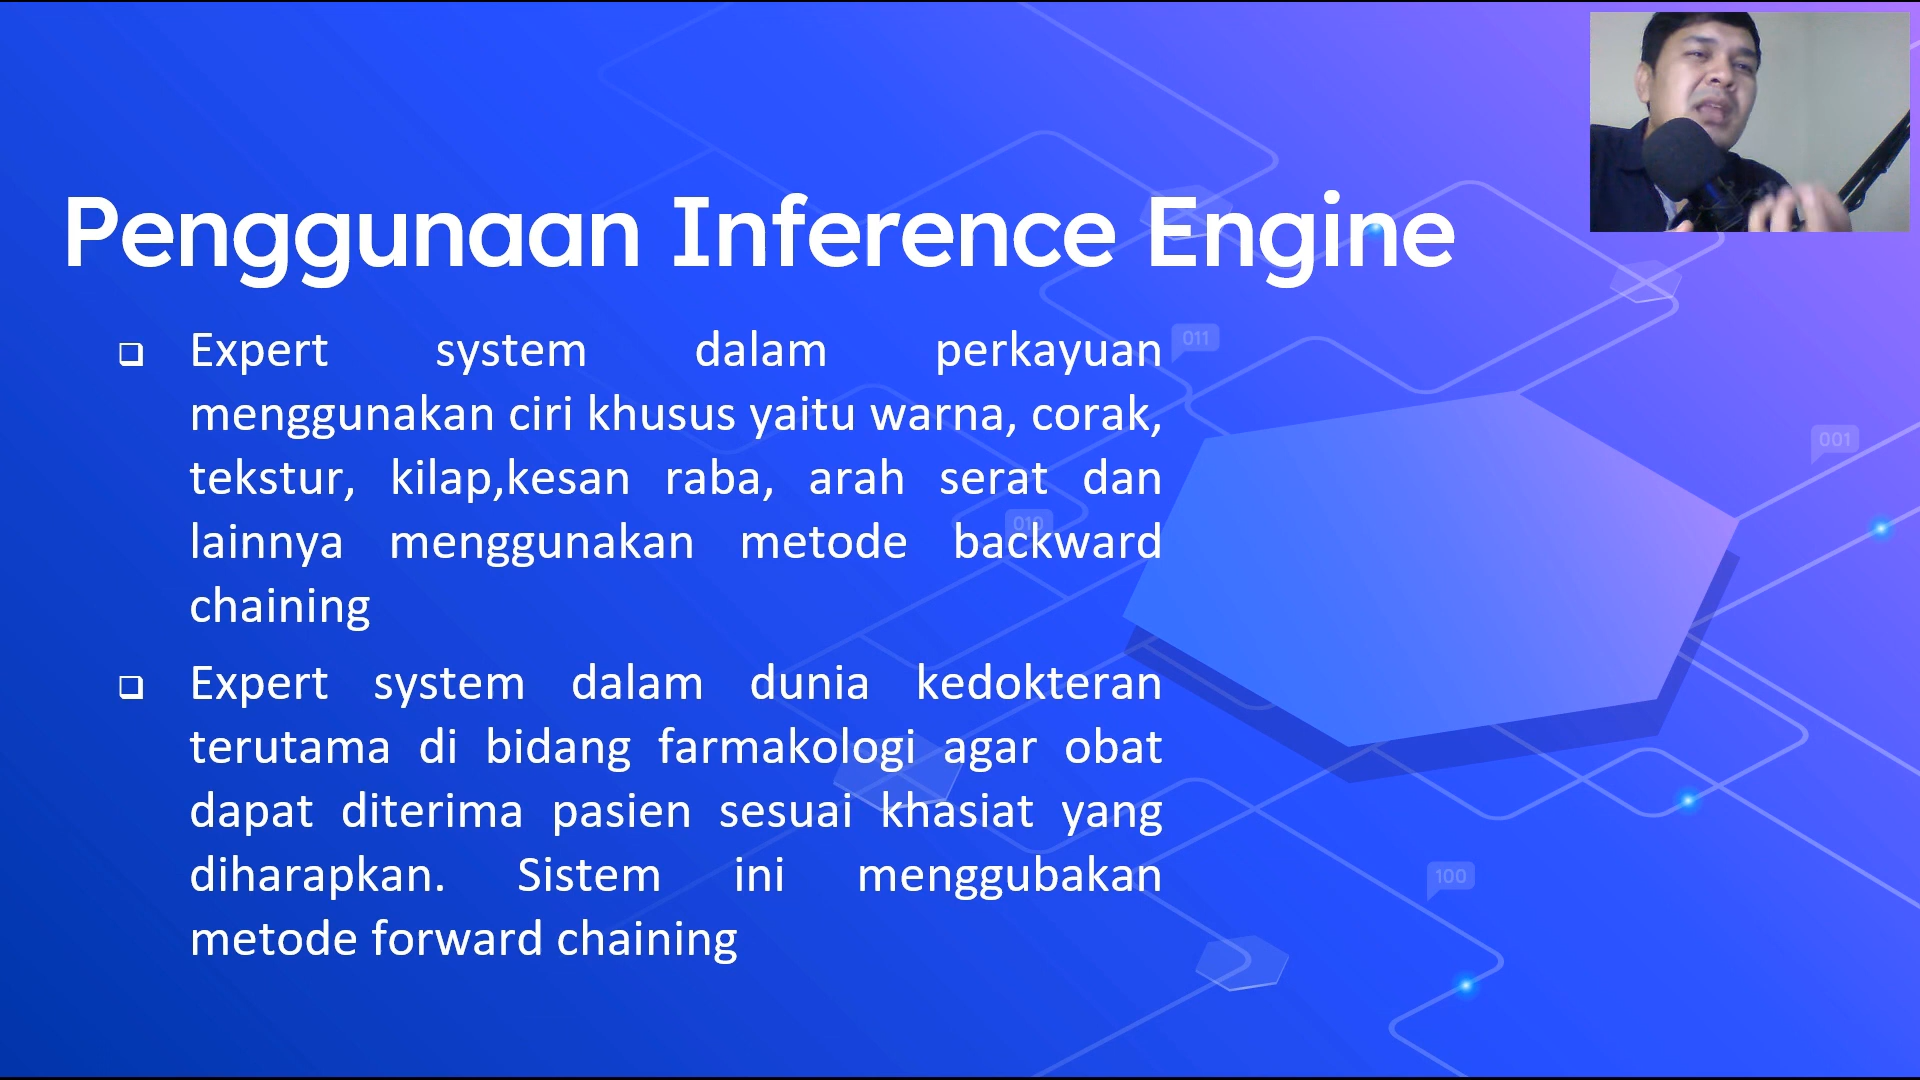 Penggunaan Inference Engine
❑ Expert system dalam perkayuan
menggunakan ciri khusus yaitu warna, corak,
tekstur, kilap,kesan raba, arah serat dan
lainnya menggunakan metode backward
chaining
❑ Expert system dalam dunia kedokteran
terutama di bidang farmakologi agar obat
dapat diterima pasien sesuai khasiat yang
diharapkan. Sistem ini menggubakan
metode forward chaining
011
001
010
100